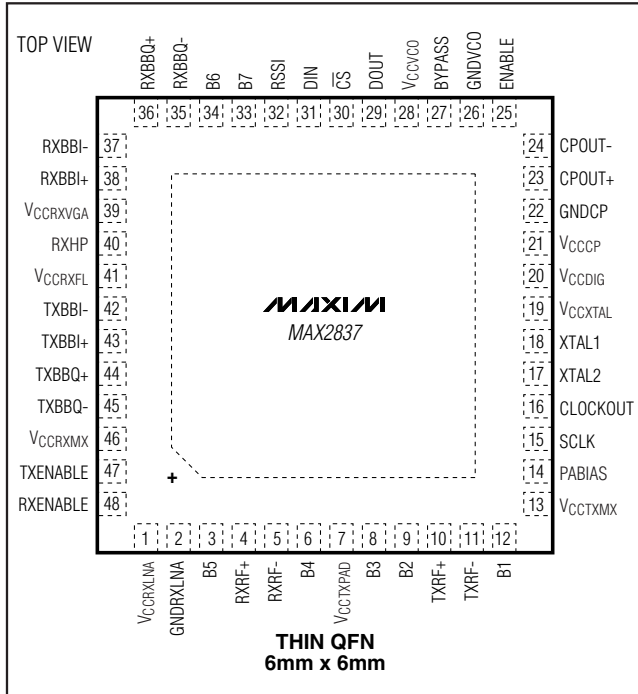 TOP VIEW
RXBBQ+
RXBBQ-
B6
B7
RSSI
DIN
CS
DOUT
VCCVCO
BYPASS
GNDVCO
ENABLE
36 35 34 33 32 31 30 29 28 27 26 25
RXBBI- 37
RXBBI+ 38
VCCRXVGA 39
RXHP 40
VCCRXFL 41
TXBBI- 42
TXBBI+ 43
TXBBQ+ 44
TXBBQ- 45
VCCRXMX 46
TXENABLE 47
RXENABLE 48
MAXIM
MAX2837
+
24 CPOUT-
23 CPOUT+
22 GNDCP
21 VCCCP
20 VCCDIG
19 VCCXTAL
18 XTAL1
17 XTAL2
16 CLOCKOUT
15 SCLK
14 PABIAS
13 VCCTXMX
1 2 3 4 5 6 7 8 9 10 11 12
VCCRXLNA
GNDRXLNA
B5
RXRF+
RXRF-
B4
VCCTXPAD
B3
B2
TXRF+
TXRF-
B1
THIN QFN
6mm x 6mm